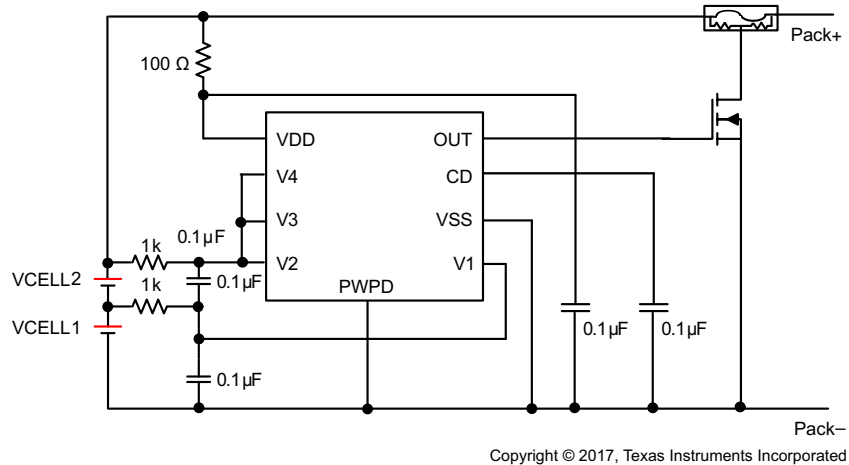 Pack+
100 Ω
VDD
OUT
V4
CD
V3
VSS
0.1µF
1k
V2
V1
VCELL2
0.1µF
1k
PWPD
VCELL1
0.1µF
0.1µF
0.1µF
Pack–
Copyright © 2017, Texas Instruments Incorporated